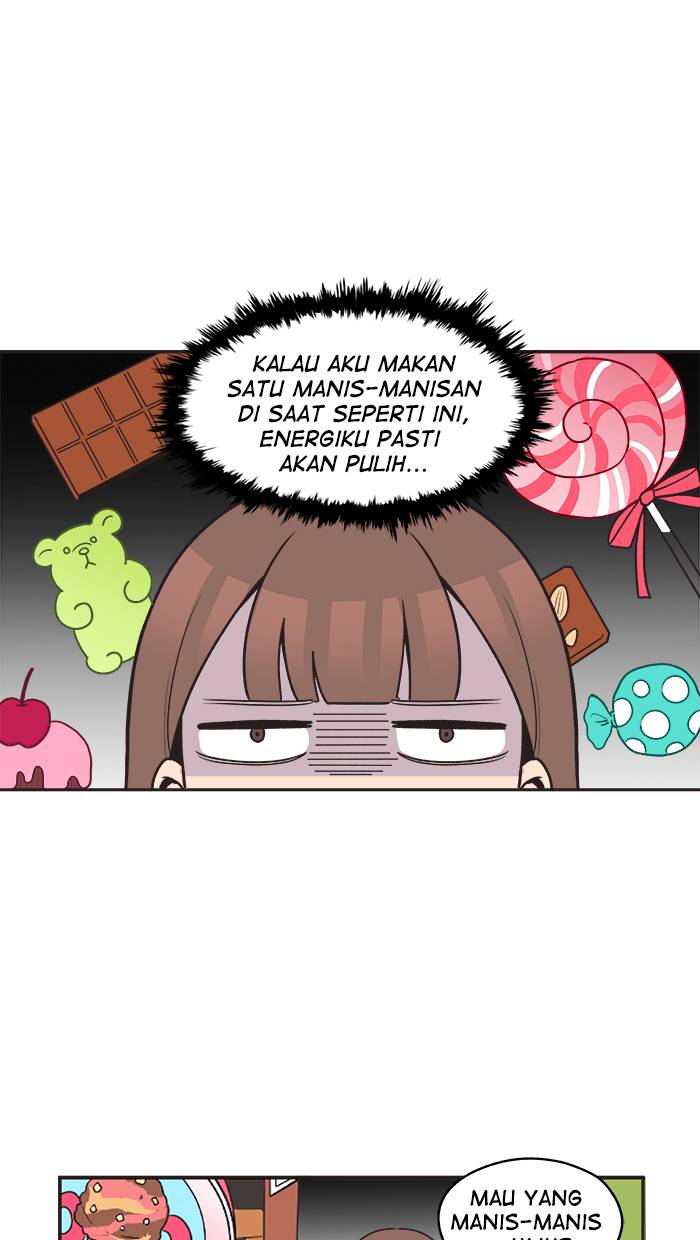 KALAU AKU MAKAN
SATU MANIS-MANISAN
DI SAAT SEPERTI INI,
ENERGIKU PASTI
AKAN PULIH...
MAU YANG
MANIS-MANIS